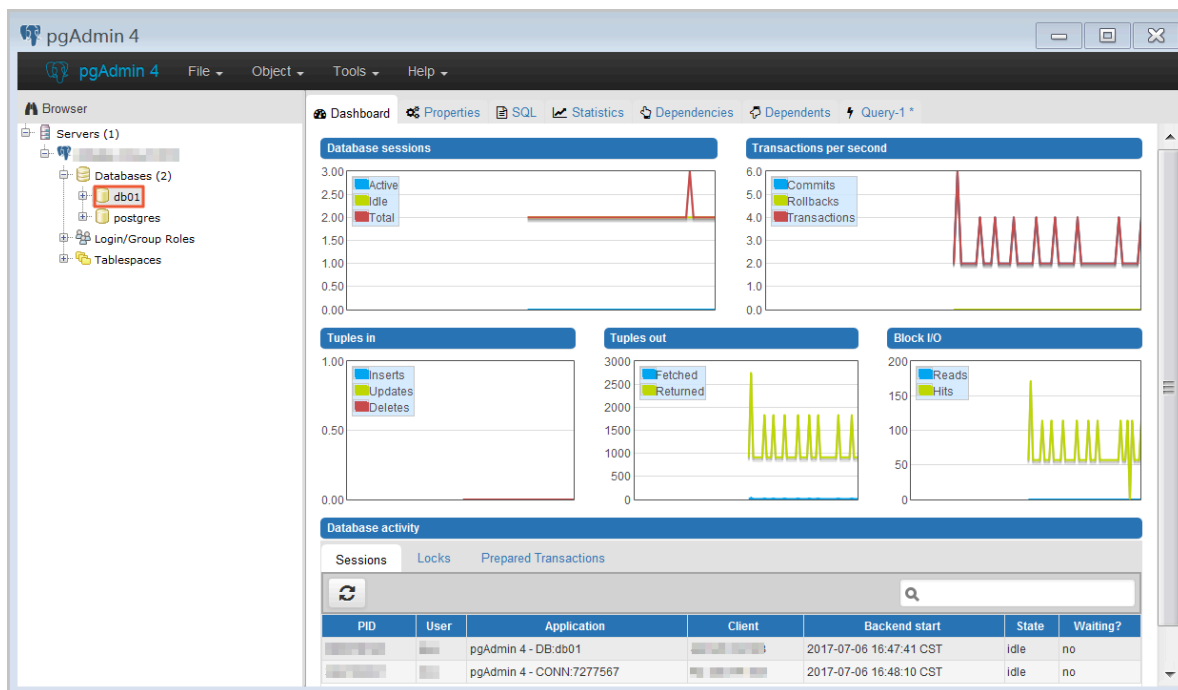 pgAdmin 4
pgAdmin 4 File Object Tools Help
Browser
Dashboard Properties SQL Statistics Dependencies Dependents Query-1 *
Servers (1)
Databases (2)
db01
postgres
Login/Group Roles
Tablespaces
Database sessions
3.00
2.50
2.00
1.50
1.00
0.50
0.00
Active
Idle
Total
Transactions per second
6.0
5.0
4.0
3.0
2.0
1.0
0.0
Commits
Rollbacks
Transactions
Tuples in
1.00
0.50
0.00
Inserts
Updates
Deletes
Tuples out
3000
2500
2000
1500
1000
500
0
Fetched
Returned
Block I/O
200
150
100
50
0
Reads
Hits
Database activity
Sessions Locks Prepared Transactions
PID User Application Client Backend start State Waiting?
pgAdmin 4 - DB:db01 2017-07-06 16:47:41 CST idle no
pgAdmin 4 - CONN:7277567 2017-07-06 16:48:10 CST idle no